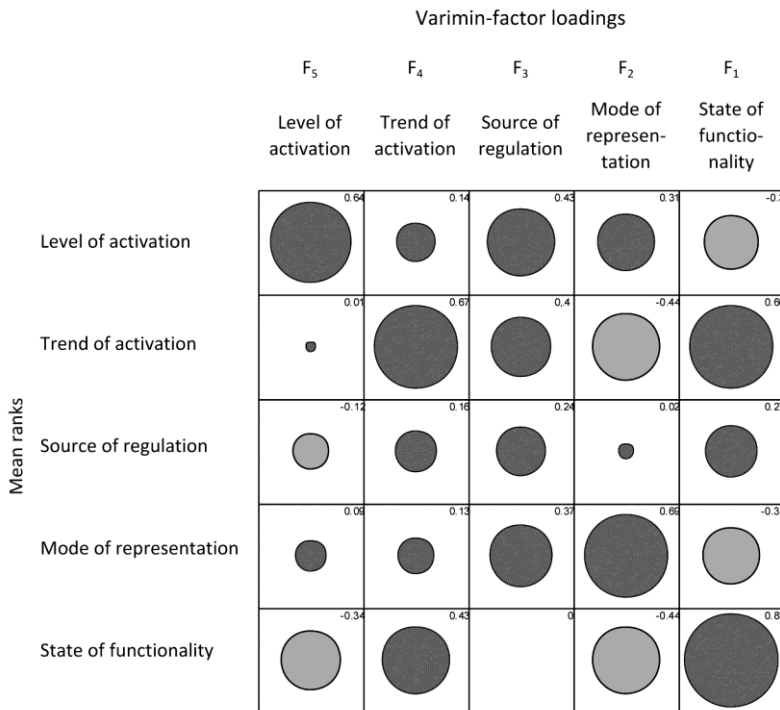 Varimin-factor loadings
F5 F4 F3 F2 F1
Level of activation
Trend of activation
Source of regulation
Mode of represen-tation
State of functio-nality
Mean ranks
Level of activation
0.64 0.14 0.43 0.31
Trend of activation
0.01 0.67 0,4 -0.44
Source of regulation
-0.12 0.16 0.24 0.02
Mode of representation
0.09 0.13 0.37 0.69
State of functionality
-0.34 0.43 0 -0.44